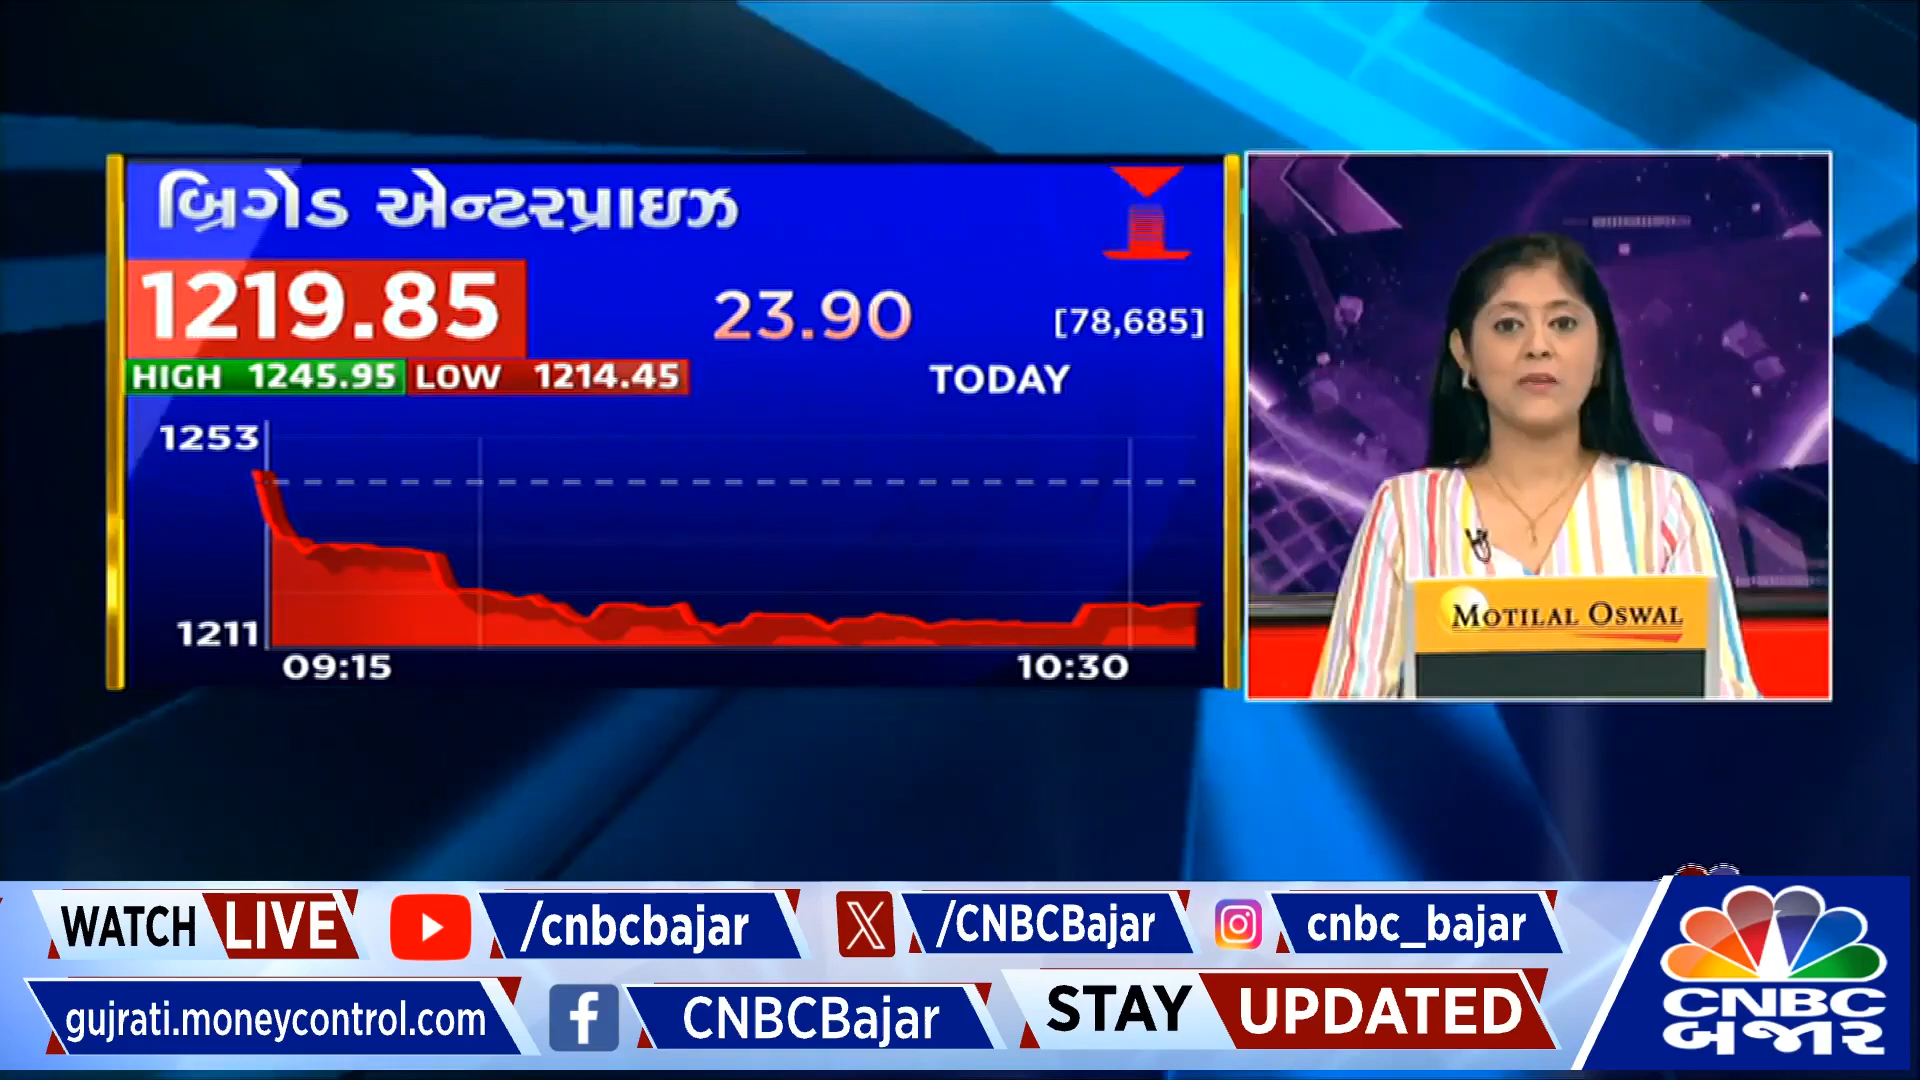 બ્રિગેડ એન્ટરપ્રાઇઝ
1219.85
23.90
[78,685]
HIGH 1245.95 LOW 1214.45
TODAY
1253
1211
09:15
10:30
MOTILAL OSWAL
WATCH LIVE /cnbcbajar /CNBCBajar cnbc_bajar
gujrati.moneycontrol.com CNBCBajar STAY UPDATED
CNBC
બજાર